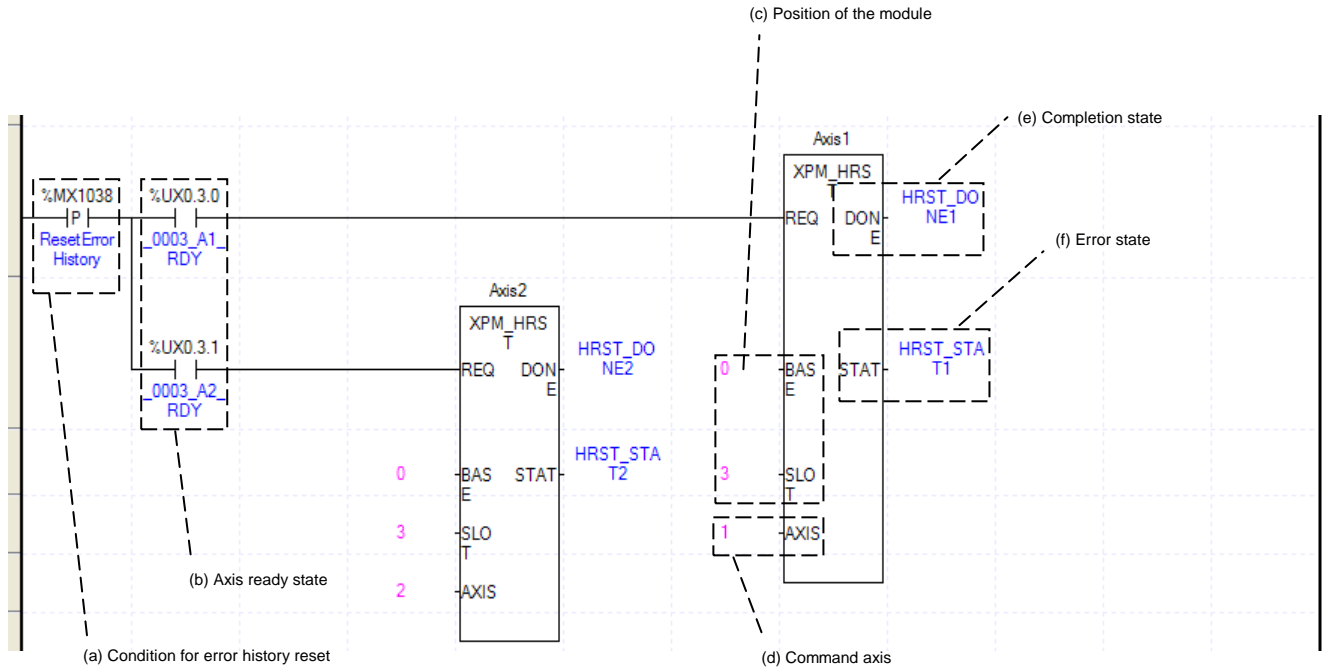 (c) Position of the module
(e) Completion state
Axis1
XPM_HRS
T
%MX1038
%UX0.3.0
HRST_DO
NE1
P
REQ
DON
E
ResetError
History
_0003_A1_
RDY
(f) Error state
Axis2
XPM_HRS
T
%UX0.3.1
HRST_DO
NE2
HRST_STA
T1
REQ
DON
E
0
BAS
E
STAT
_0003_A2_
RDY
HRST_STA
T2
0
BAS
E
STAT
3
SLO
T
3
SLO
T
1
AXIS
(b) Axis ready state
2
AXIS
(a) Condition for error history reset
(d) Command axis